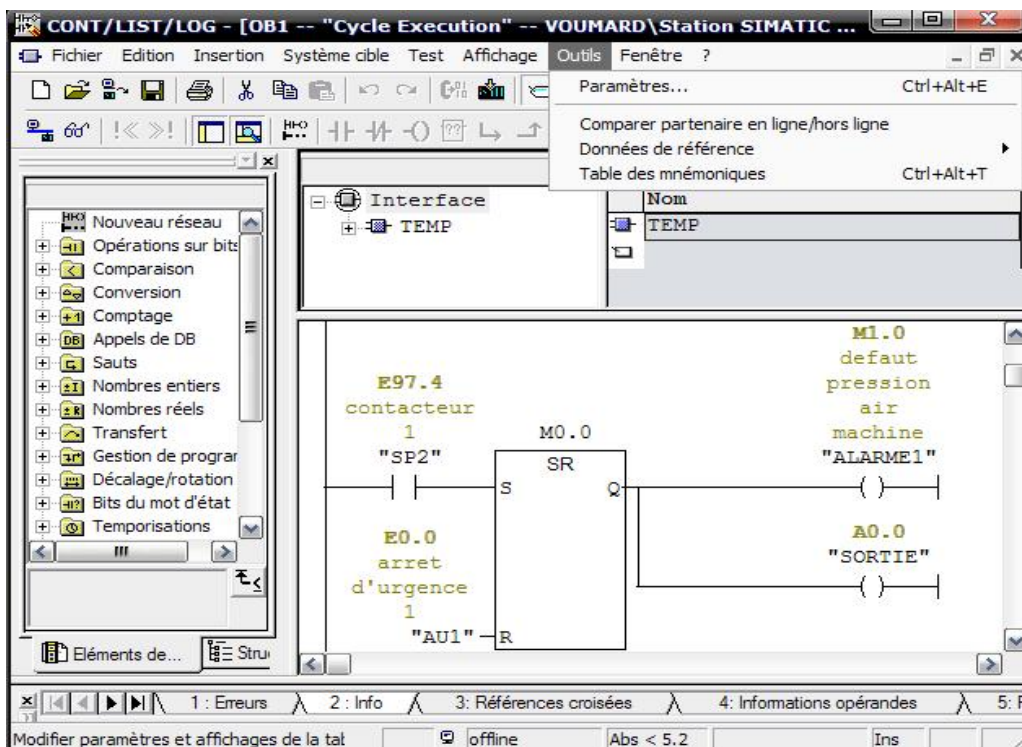 CONT/LIST/LOG - [OB1 -- "Cycle Execution" -- VOUMARD\Station SIMATIC ...
Fichier Edition Insertion Système cible Test Affichage Outils Fenêtre ?
Paramètres... Ctrl+Alt+E
Comparer partenaire en ligne/hors ligne
Données de référence
Table des mnémoniques Ctrl+Alt+T
Interface
TEMP
Nom
TEMP
Nouveau réseau
Opérations sur bits
Comparaison
Conversion
Comptage
Appels de DB
Sauts
Nombres entiers
Nombres réels
Transfert
Gestion de prograr
Décalage/rotation
Bits du mot d'état
Temporisations
Eléments de... Stru
E97.4
contacteur
1
"SP2"
M0.0
SR
S Q
E0.0
arret
d'urgence
1
"AU1" R
M1.0
defaut
pression
air
machine
"ALARME1"
( )
A0.0
"SORTIE"
( )
1 : Erreurs 2 : Info 3: Références croisées 4: Informations opérandes 5: F
Modifier paramètres et affichages de la tal offline Abs < 5.2 Ins